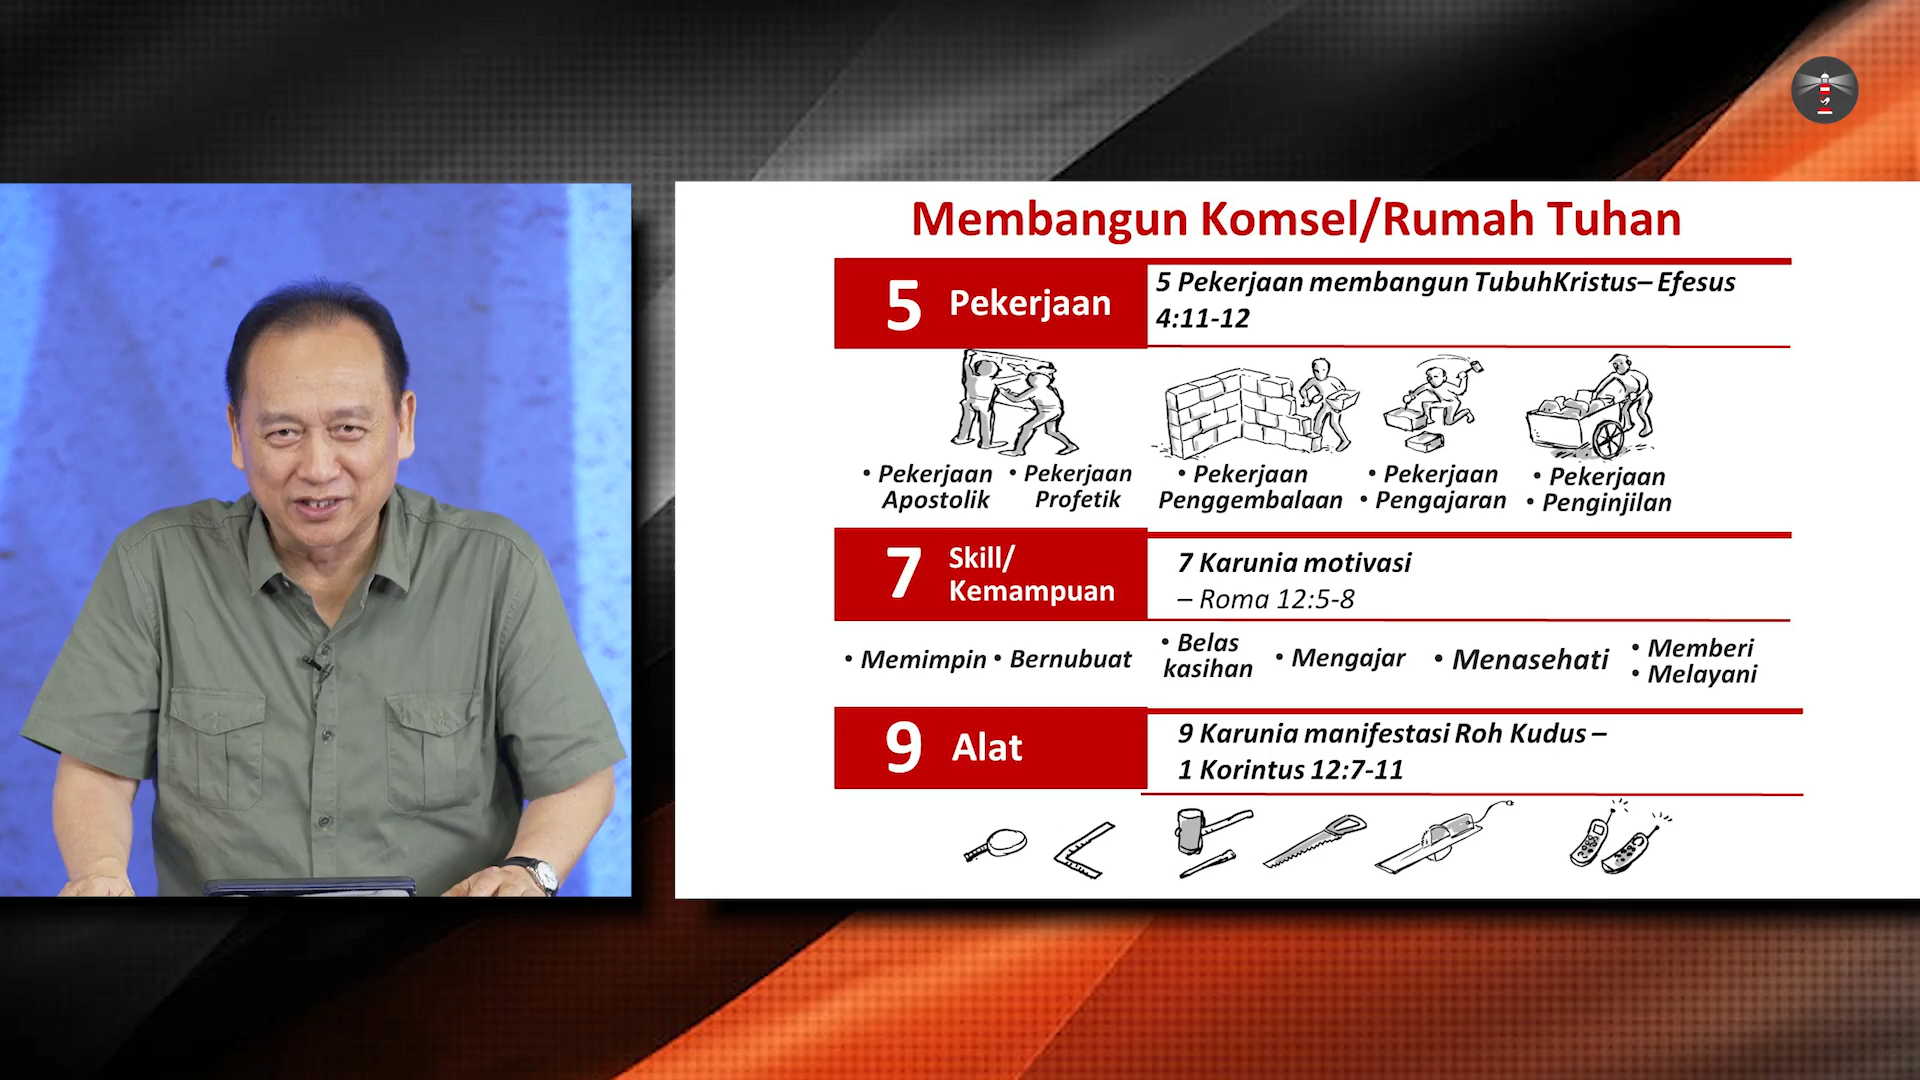 Membangun Komsel/Rumah Tuhan
5 Pekerjaan
5 Pekerjaan membangun TubuhKristus– Efesus
4:11-12
• Pekerjaan
Apostolik
• Pekerjaan
Profetik
• Pekerjaan
Penggembalaan
• Pekerjaan
• Pengajaran
• Pekerjaan
• Penginjilan
7 Skill/
Kemampuan
7 Karunia motivasi
– Roma 12:5-8
• Memimpin • Bernubuat
• Belas
kasihan
• Mengajar
• Menasehati
• Memberi
• Melayani
9 Alat
9 Karunia manifestasi Roh Kudus –
1 Korintus 12:7-11